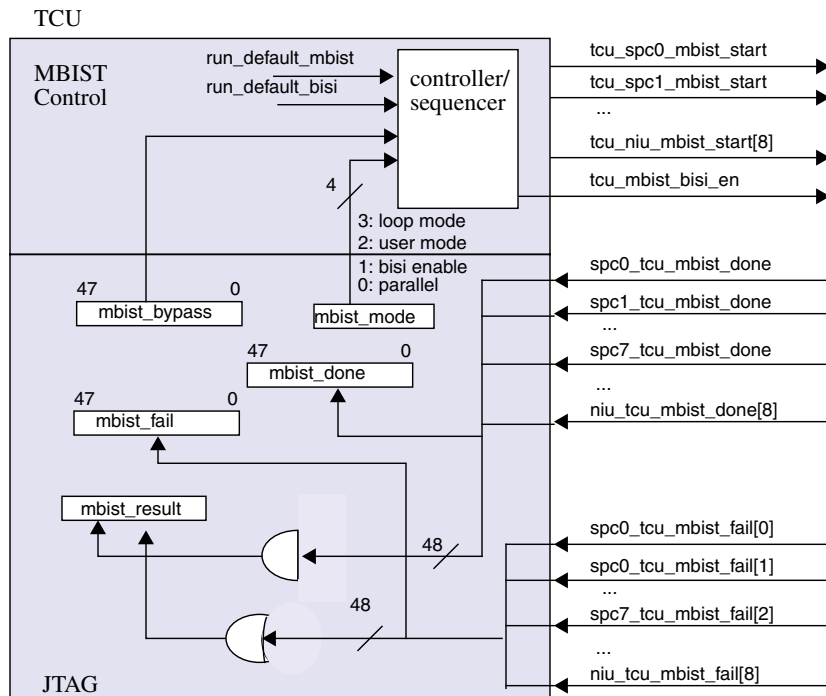 TCU
MBIST
Control
run_default_mbist
run_default_bisi
controller/
sequencer
tcu_spc0_mbist_start
tcu_spc1_mbist_start
...
tcu_niu_mbist_start[8]
tcu_mbist_bisi_en
4
3: loop mode
2: user mode
1: bisi enable
0: parallel
47 0
mbist_bypass
mbist_mode
47 0
mbist_done
47 0
mbist_fail
mbist_result
spc0_tcu_mbist_done
spc1_tcu_mbist_done
...
spc7_tcu_mbist_done
...
niu_tcu_mbist_done[8]
48
48
spc0_tcu_mbist_fail[0]
spc0_tcu_mbist_fail[1]
...
spc7_tcu_mbist_fail[2]
...
niu_tcu_mbist_fail[8]
JTAG